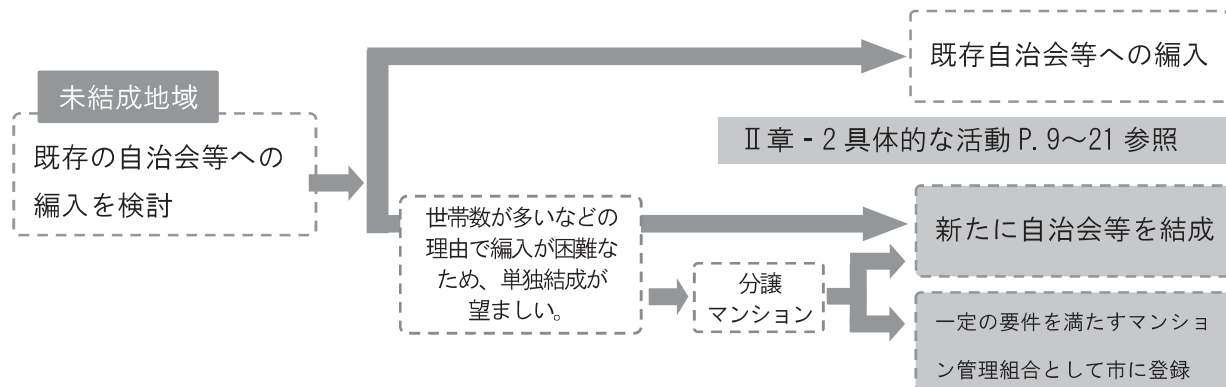 未結成地域
既存の自治会等への
編入を検討
既存自治会等への編入
Ⅱ章 - 2 具体的な活動 P. 9〜21 参照
世帯数が多いなどの
理由で編入が困難な
ため、単独結成が
望ましい。
新たに自治会等を結成
分譲
マンション
一定の要件を満たすマンショ
ン管理組合として市に登録